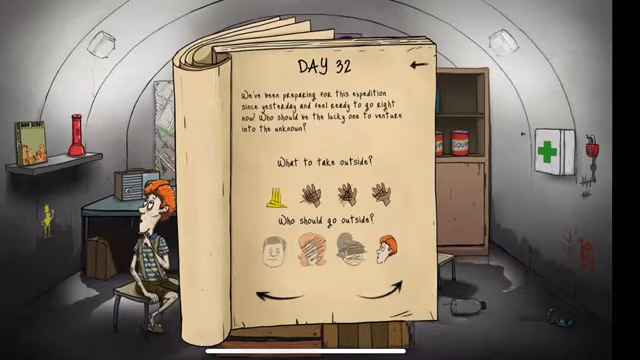 DAY 32
We've been preparing for this expedition
since yesterday and feel ready to go right
now! Who should be the lucky one to venture
into the unknown?
What to take outside?
Who should go outside?
SOUP